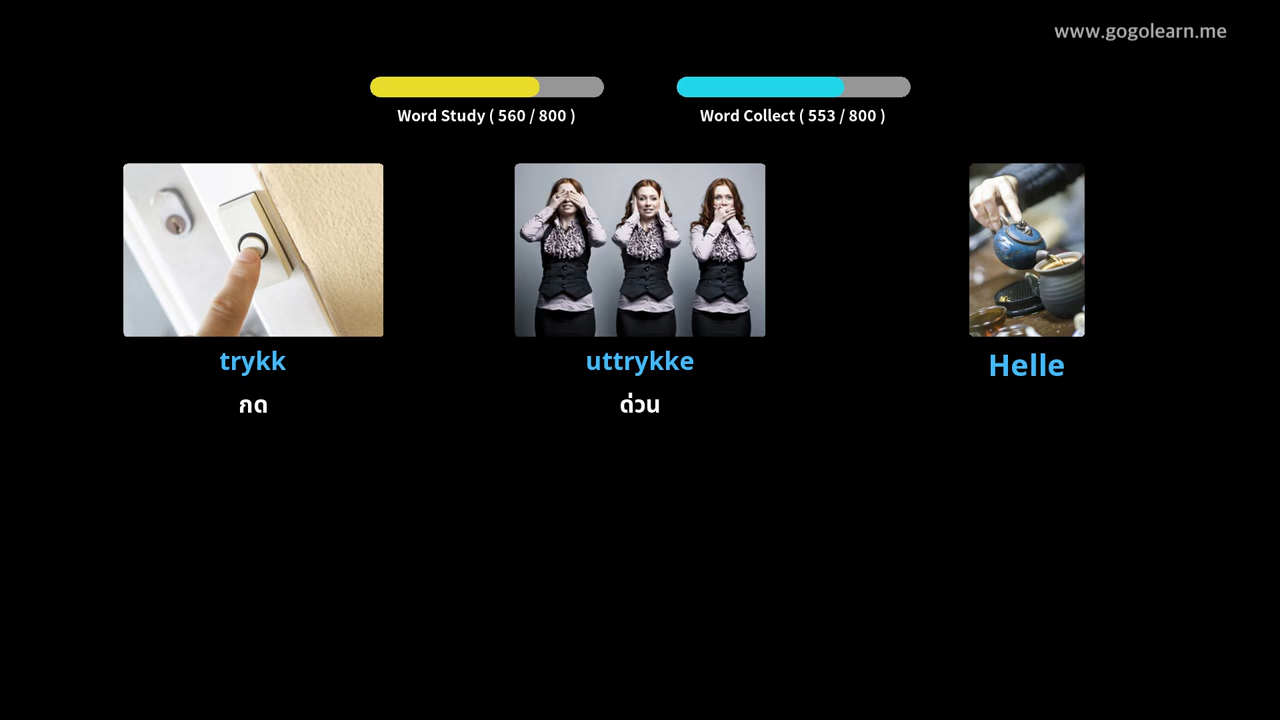 www.gogolearn.me
Word Study ( 560 / 800 )
Word Collect ( 553 / 800 )
trykk
uttrykke
Helle
กด
ด่วน